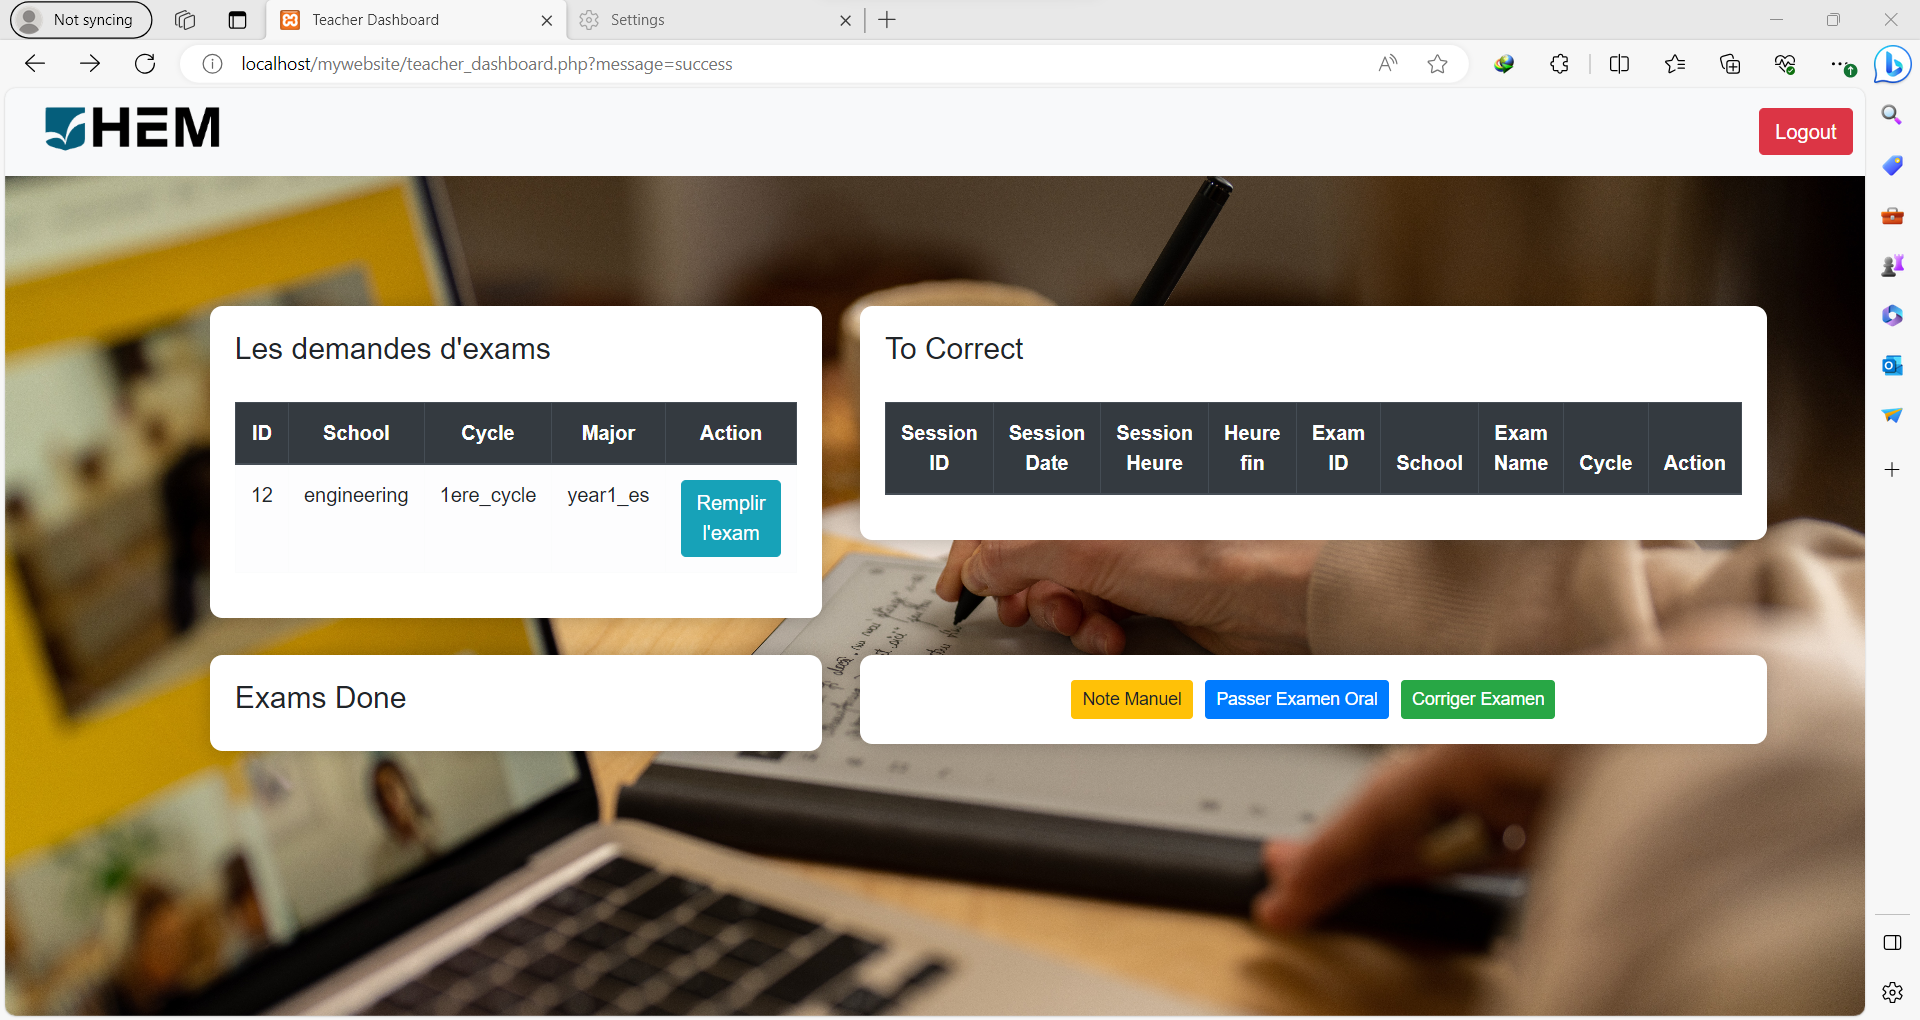 Not syncing
Teacher Dashboard
Settings
localhost/mywebsite/teacher_dashboard.php?message=success
HEM
Logout
Les demandes d'exams
ID School Cycle Major Action
12 engineering 1ere_cycle year1_es Remplir
l'exam
To Correct
Session Session Session Heure Exam Exam
ID Date Heure fin ID School Name Cycle Action
Exams Done
Note Manuel Passer Examen Oral Corriger Examen